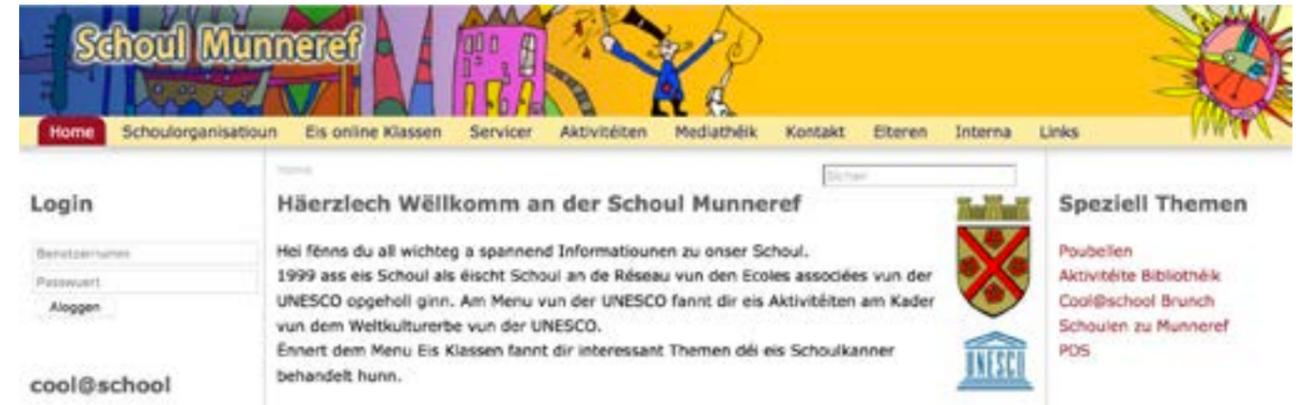 Schoul Munneref
Home Schoulorganisatioun Eis online Klassen Servicer Aktivitéiten Mediathéik Kontakt Elteren Interna Links
Home
Login
Benutzernumm
Passwuert
Aloggen
cool@school
Häerzlech Wëllkomm an der Schoul Munneref
Hei fënns du all wichteg a spannend Informatiounen zu onser Schoul.
1999 ass eis Schoul als éischt Schoul an de Réseau vun den Ecoles associées vun der
UNESCO opgeholl ginn. Am Menu vun der UNESCO fannt dir eis Aktivitéiten am Kader
vun dem Weltkulturerbe vun der UNESCO.
Ënnert dem Menu Eis Klassen fannt dir interessant Themen déi eis Schoulkanner
behandelt hunn.
UNESCO
Speziell Themen
Poubellen
Aktivitéite Bibliothéik
Cool@school Brunch
Schoulen zu Munneref
PDS